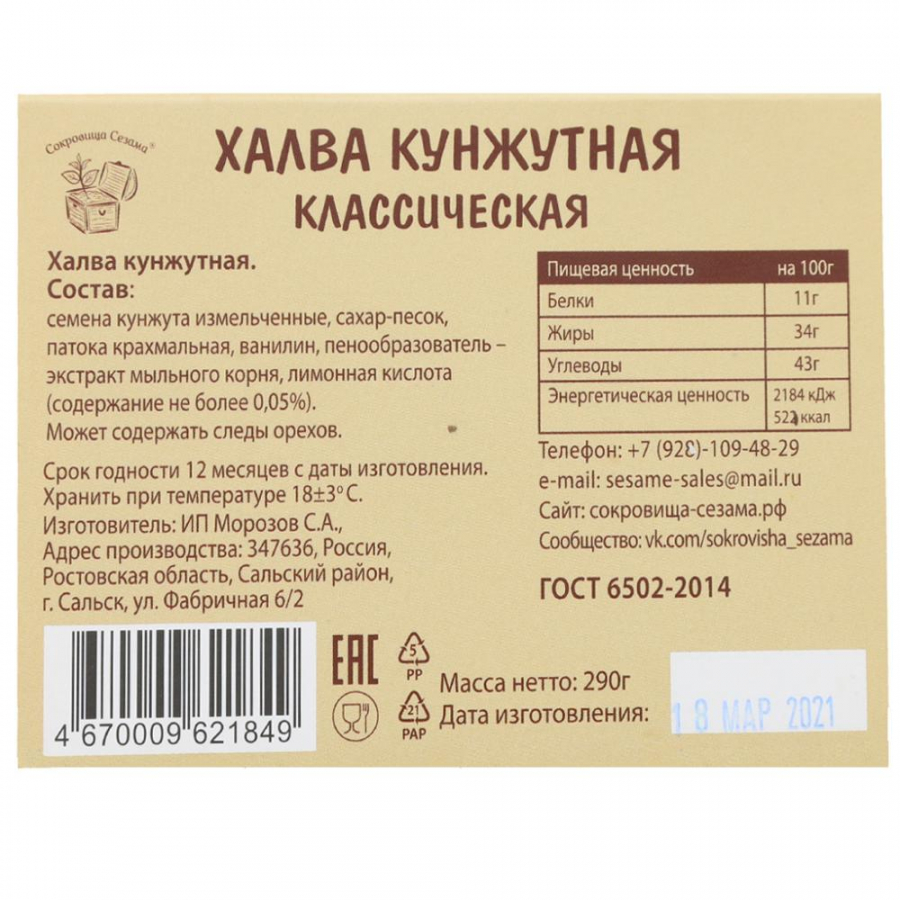 Сокровища Сезама®
ХАЛВА КУНЖУТНАЯ
КЛАССИЧЕСКАЯ
Халва кунжутная.
Состав:
семена кунжута измельченные, сахар-песок,
патока крахмальная, ванилин, пенообразователь –
экстракт мыльного корня, лимонная кислота
(содержание не более 0,05%).
Может содержать следы орехов.
Срок годности 12 месяцев с даты изготовления.
Хранить при температуре 18±3° С.
Изготовитель: ИП Морозов С.А.,
Адрес производства: 347636, Россия,
Ростовская область, Сальский район,
г. Сальск, ул. Фабричная 6/2
Пищевая ценность на 100г
Белки 11г
Жиры 34г
Углеводы 43г
Энергетическая ценность 2184 кДж
522 ккал
Телефон: +7 (928)-109-48-29
e-mail: sesame-sales@mail.ru
Сайт: сокровища-сезама.рф
Сообщество: vk.com/sokrovisha_sezama
ГОСТ 6502-2014
4 670009 621849
EAC
5
PP
21
PAP
Масса нетто: 290г
Дата изготовления: 18 МАР 2021